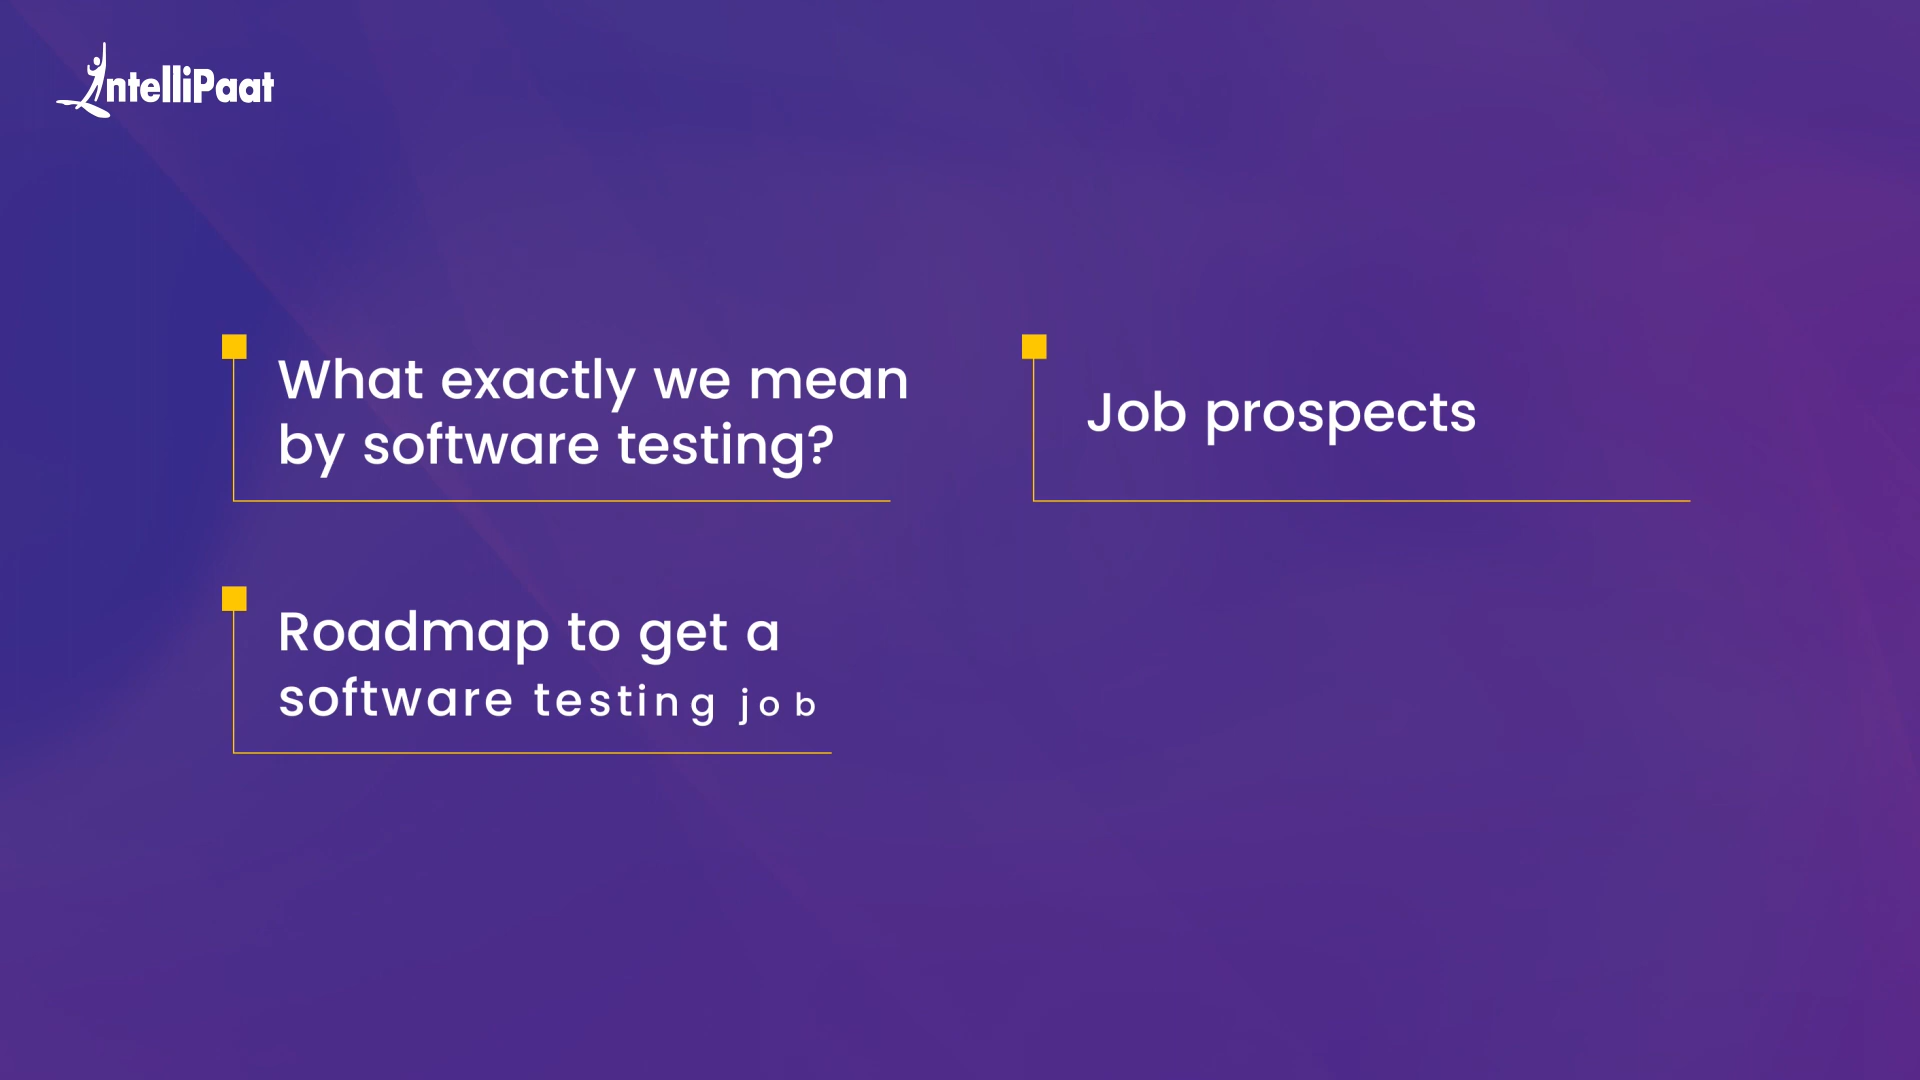 IntelliPaat
What exactly we mean
by software testing?
Job prospects
Roadmap to get a
software testing job